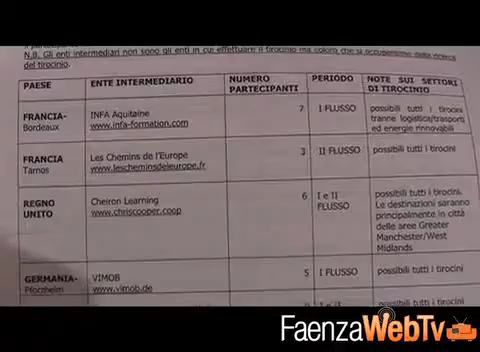 N.B. Gli enti intermediari non sono gli enti in cui effettuare il tirocinio ma coloro che si occuperanno della ricerca
del tirocinio.
PAESE
ENTE INTERMEDIARIO
NUMERO
PARTECIPANTI
PERIODO
NOTE SUI SETTORI
DI TIROCINIO
FRANCIA-
Bordeaux
INFA Aquitaine
www.infa-formation.com
7
I FLUSSO
possibili tutti i tirocini
tranne logistica/trasporti
ed energie rinnovabili
FRANCIA
Tarnos
Les Chemins de l'Europe
www.lescheminsdeleurope.fr
3
II FLUSSO
possibili tutti i tirocini
REGNO
UNITO
Cheiron Learning
www.chriscooper.coop
6
I e II
FLUSSO
possibili tutti i tirocini.
Le destinazioni saranno
principalmente in città
delle aree Greater
Manchester/West
Midlands
GERMANIA-
Pforzheim
VIMOB
www.vimob.de
5
I FLUSSO
possibili tutti i tirocini
FaenzaWebTv